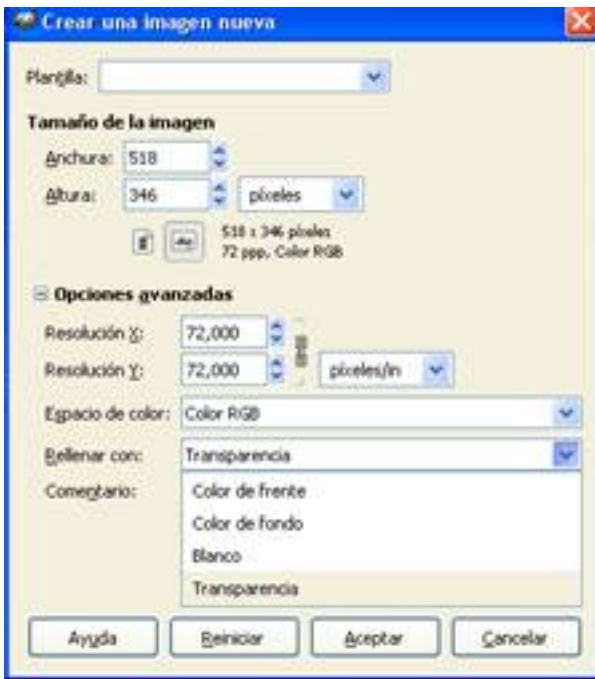 Crear una imagen nueva
Plantilla:
Tamaño de la imagen
Anchura: 518
Altura: 346 píxeles
518 x 346 píxeles
72 ppp, Color RGB
Opciones avanzadas
Resolución X: 72,000
Resolución Y: 72,000 píxeles/in
Espacio de color: Color RGB
Rellenar con: Transparencia
Comentario: Color de frente
Color de fondo
Blanco
Transparencia
Ayuda Reiniciar Aceptar Cancelar